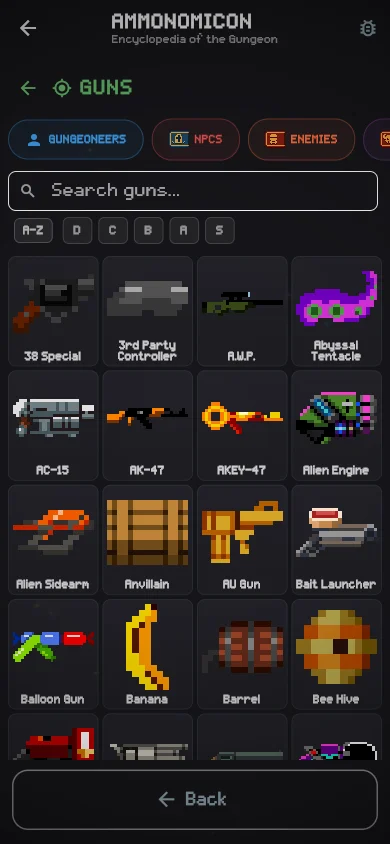 AMMONOMICON
Encyclopedia of the Gungeon
GUNS
GUNGEONEERS
NPCS
ENEMIES
Search guns...
A-Z
D
C
B
A
S
38 Special
3rd Party
Controller
A.W.P.
Abyssal
Tentacle
AC-15
AK-47
AKEY-47
Alien Engine
Alien Sidearm
Anvillain
AU Gun
Bait Launcher
Balloon Gun
Banana
Barrel
Bee Hive
Back